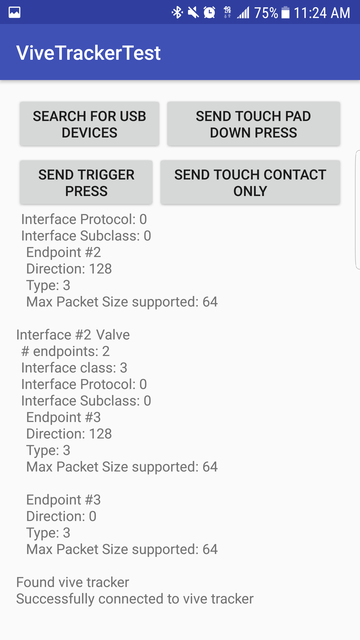 75% 11:24 AM
ViveTrackerTest
SEARCH FOR USB DEVICES
SEND TOUCH PAD DOWN PRESS
SEND TRIGGER PRESS
SEND TOUCH CONTACT ONLY
Interface Protocol: 0
Interface Subclass: 0
Endpoint #2
Direction: 128
Type: 3
Max Packet Size supported: 64
Interface #2 Valve
# endpoints: 2
Interface class: 3
Interface Protocol: 0
Interface Subclass: 0
Endpoint #3
Direction: 128
Type: 3
Max Packet Size supported: 64
Endpoint #3
Direction: 0
Type: 3
Max Packet Size supported: 64
Found vive tracker
Successfully connected to vive tracker